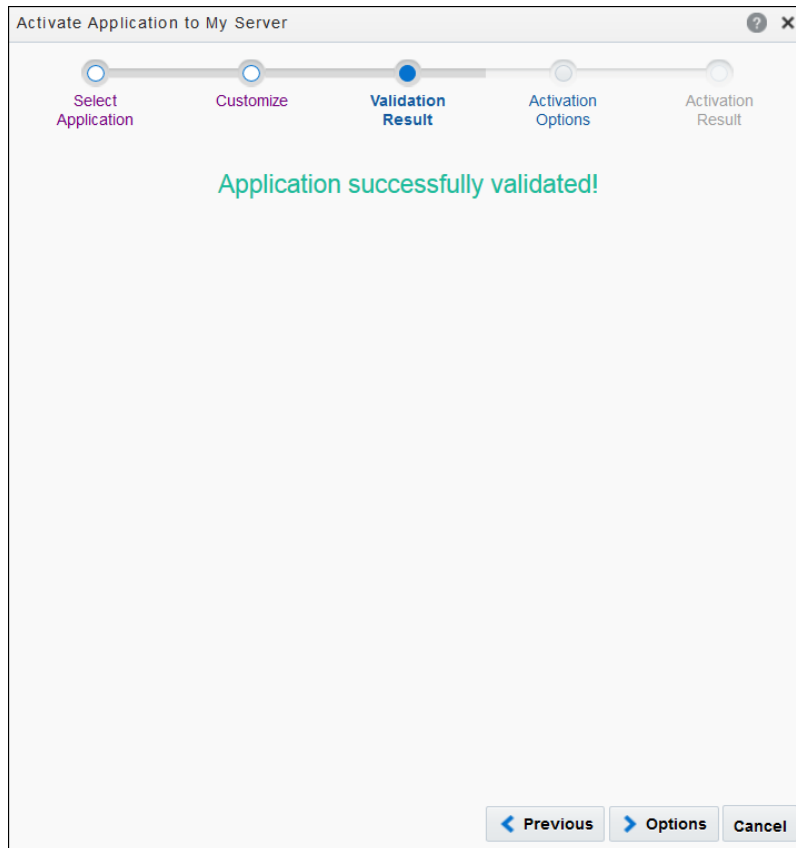 Activate Application to My Server
?
Select
Application
Customize
Validation
Result
Activation
Options
Activation
Result
Application successfully validated!
Previous
Options
Cancel